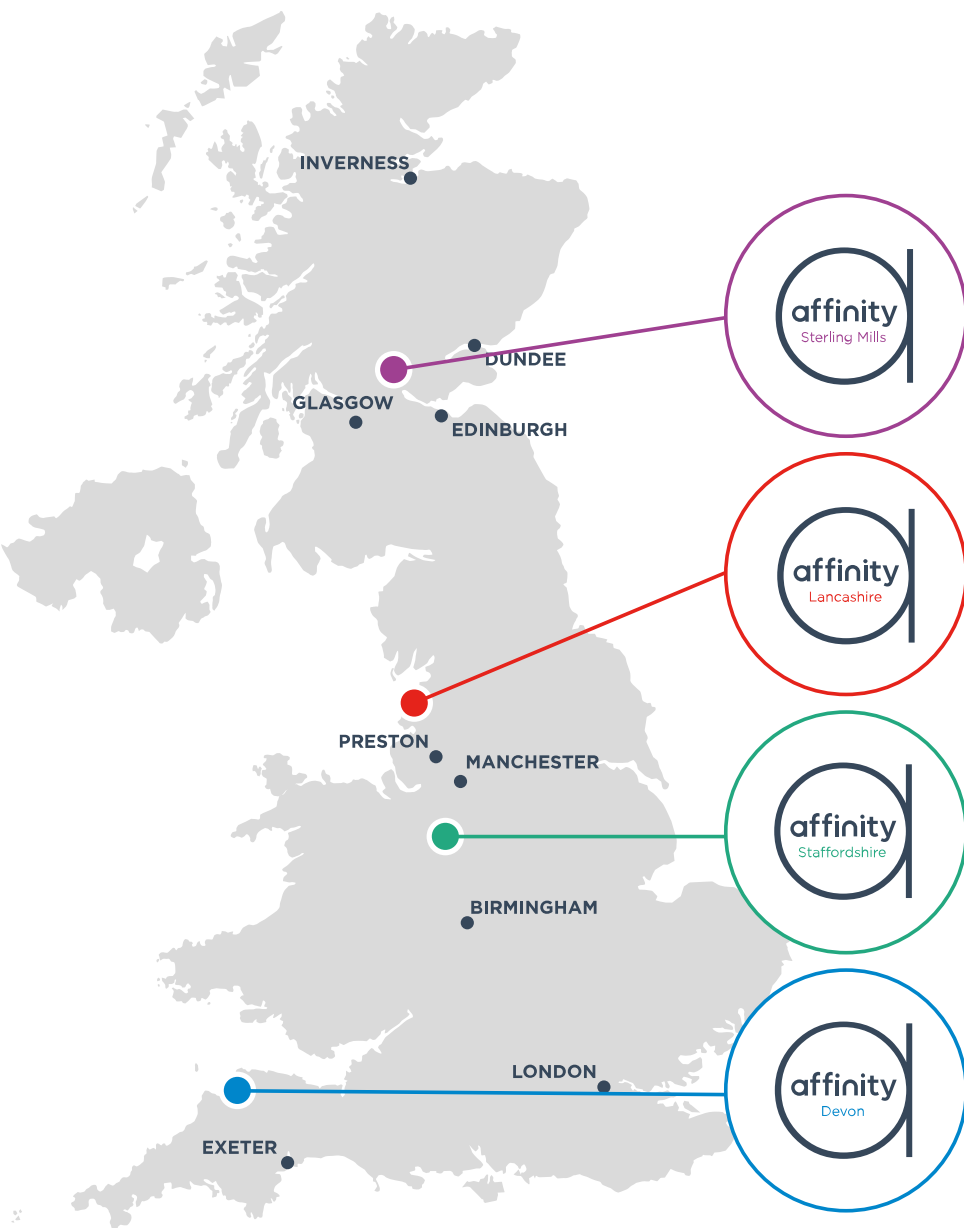 INVERNESS
affinity
Sterling Mills
DUNDEE
GLASGOW
EDINBURGH
affinity
Lancashire
PRESTON
MANCHESTER
affinity
Staffordshire
BIRMINGHAM
LONDON
affinity
Devon
EXETER